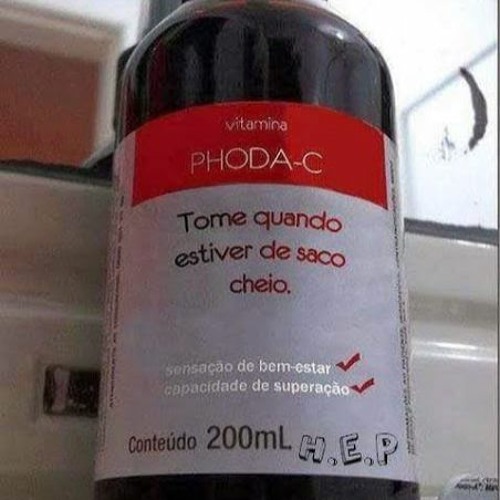 vitamina
PHODA-C
Tome quando
estiver de saco
cheio.
sensação de bem-estar
capacidade de superação
Conteúdo 200mL
H.E.P